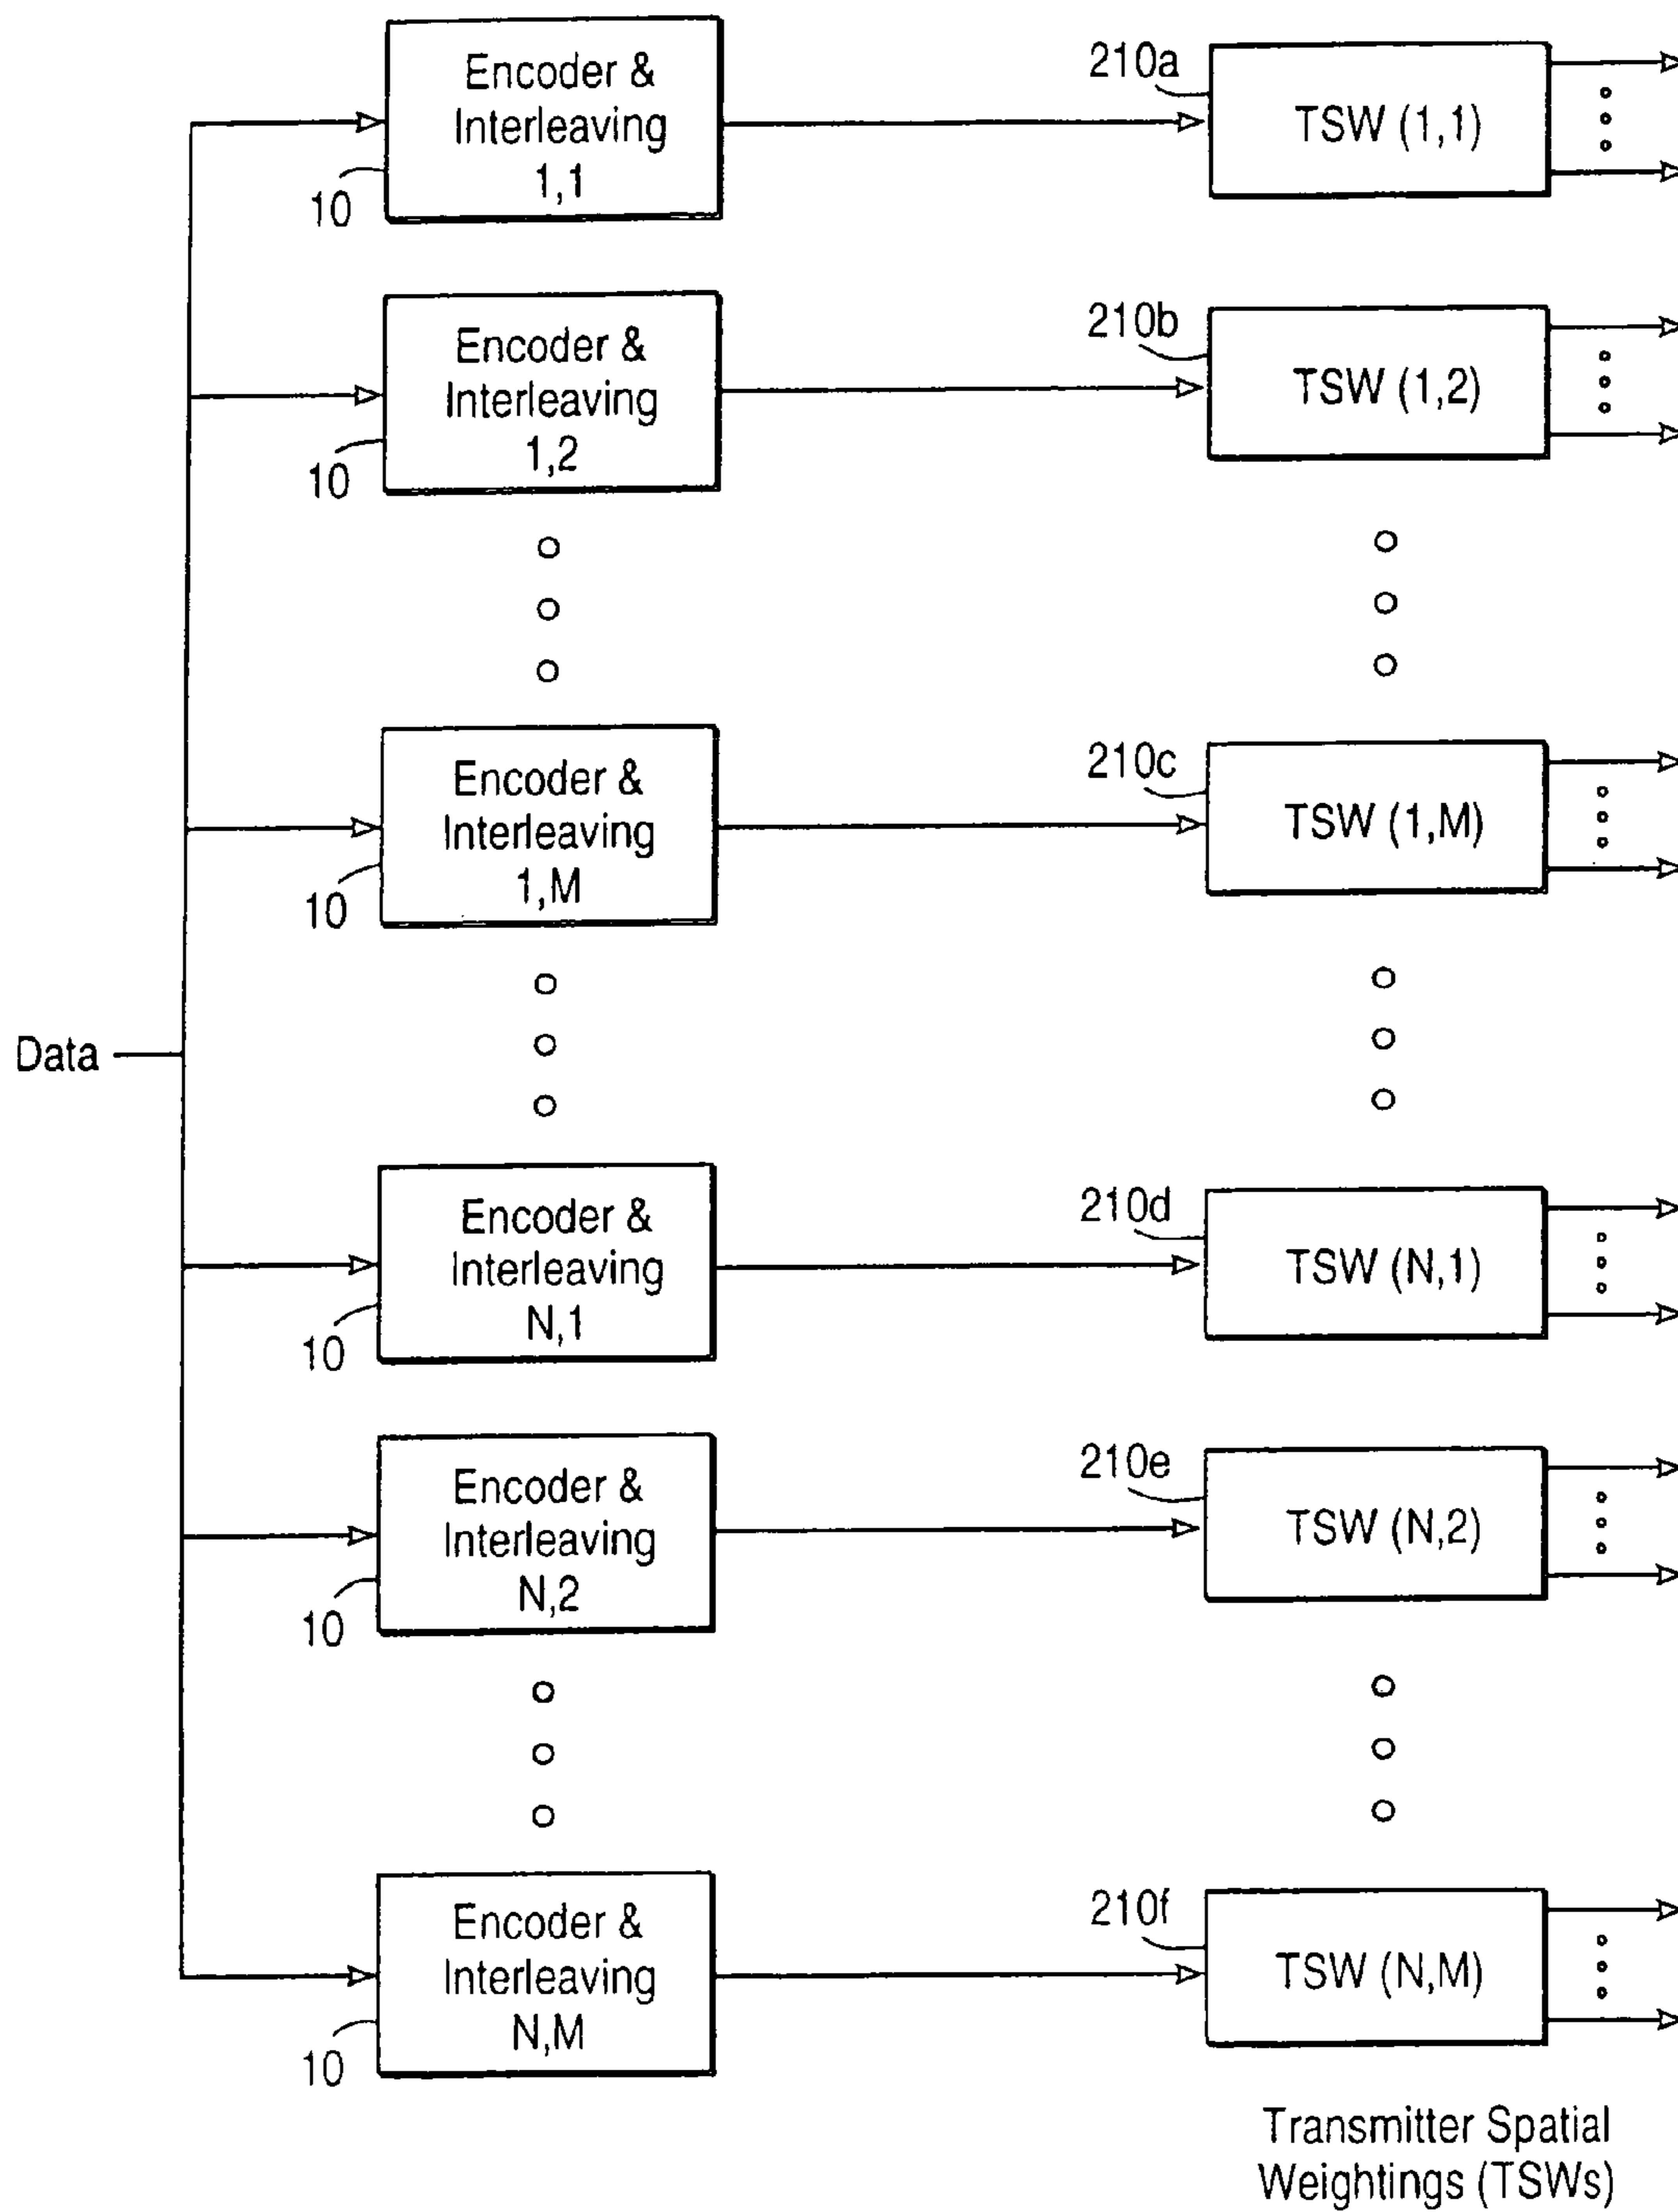 Encoder &
Interleaving
1,1
10
210a
TSW (1,1)
Encoder &
Interleaving
1,2
10
210b
TSW (1,2)
Encoder &
Interleaving
1,M
10
210c
TSW (1,M)
Data
Encoder &
Interleaving
N,1
10
210d
TSW (N,1)
Encoder &
Interleaving
N,2
10
210e
TSW (N,2)
Encoder &
Interleaving
N,M
10
210f
TSW (N,M)
Transmitter Spatial
Weightings (TSWs)